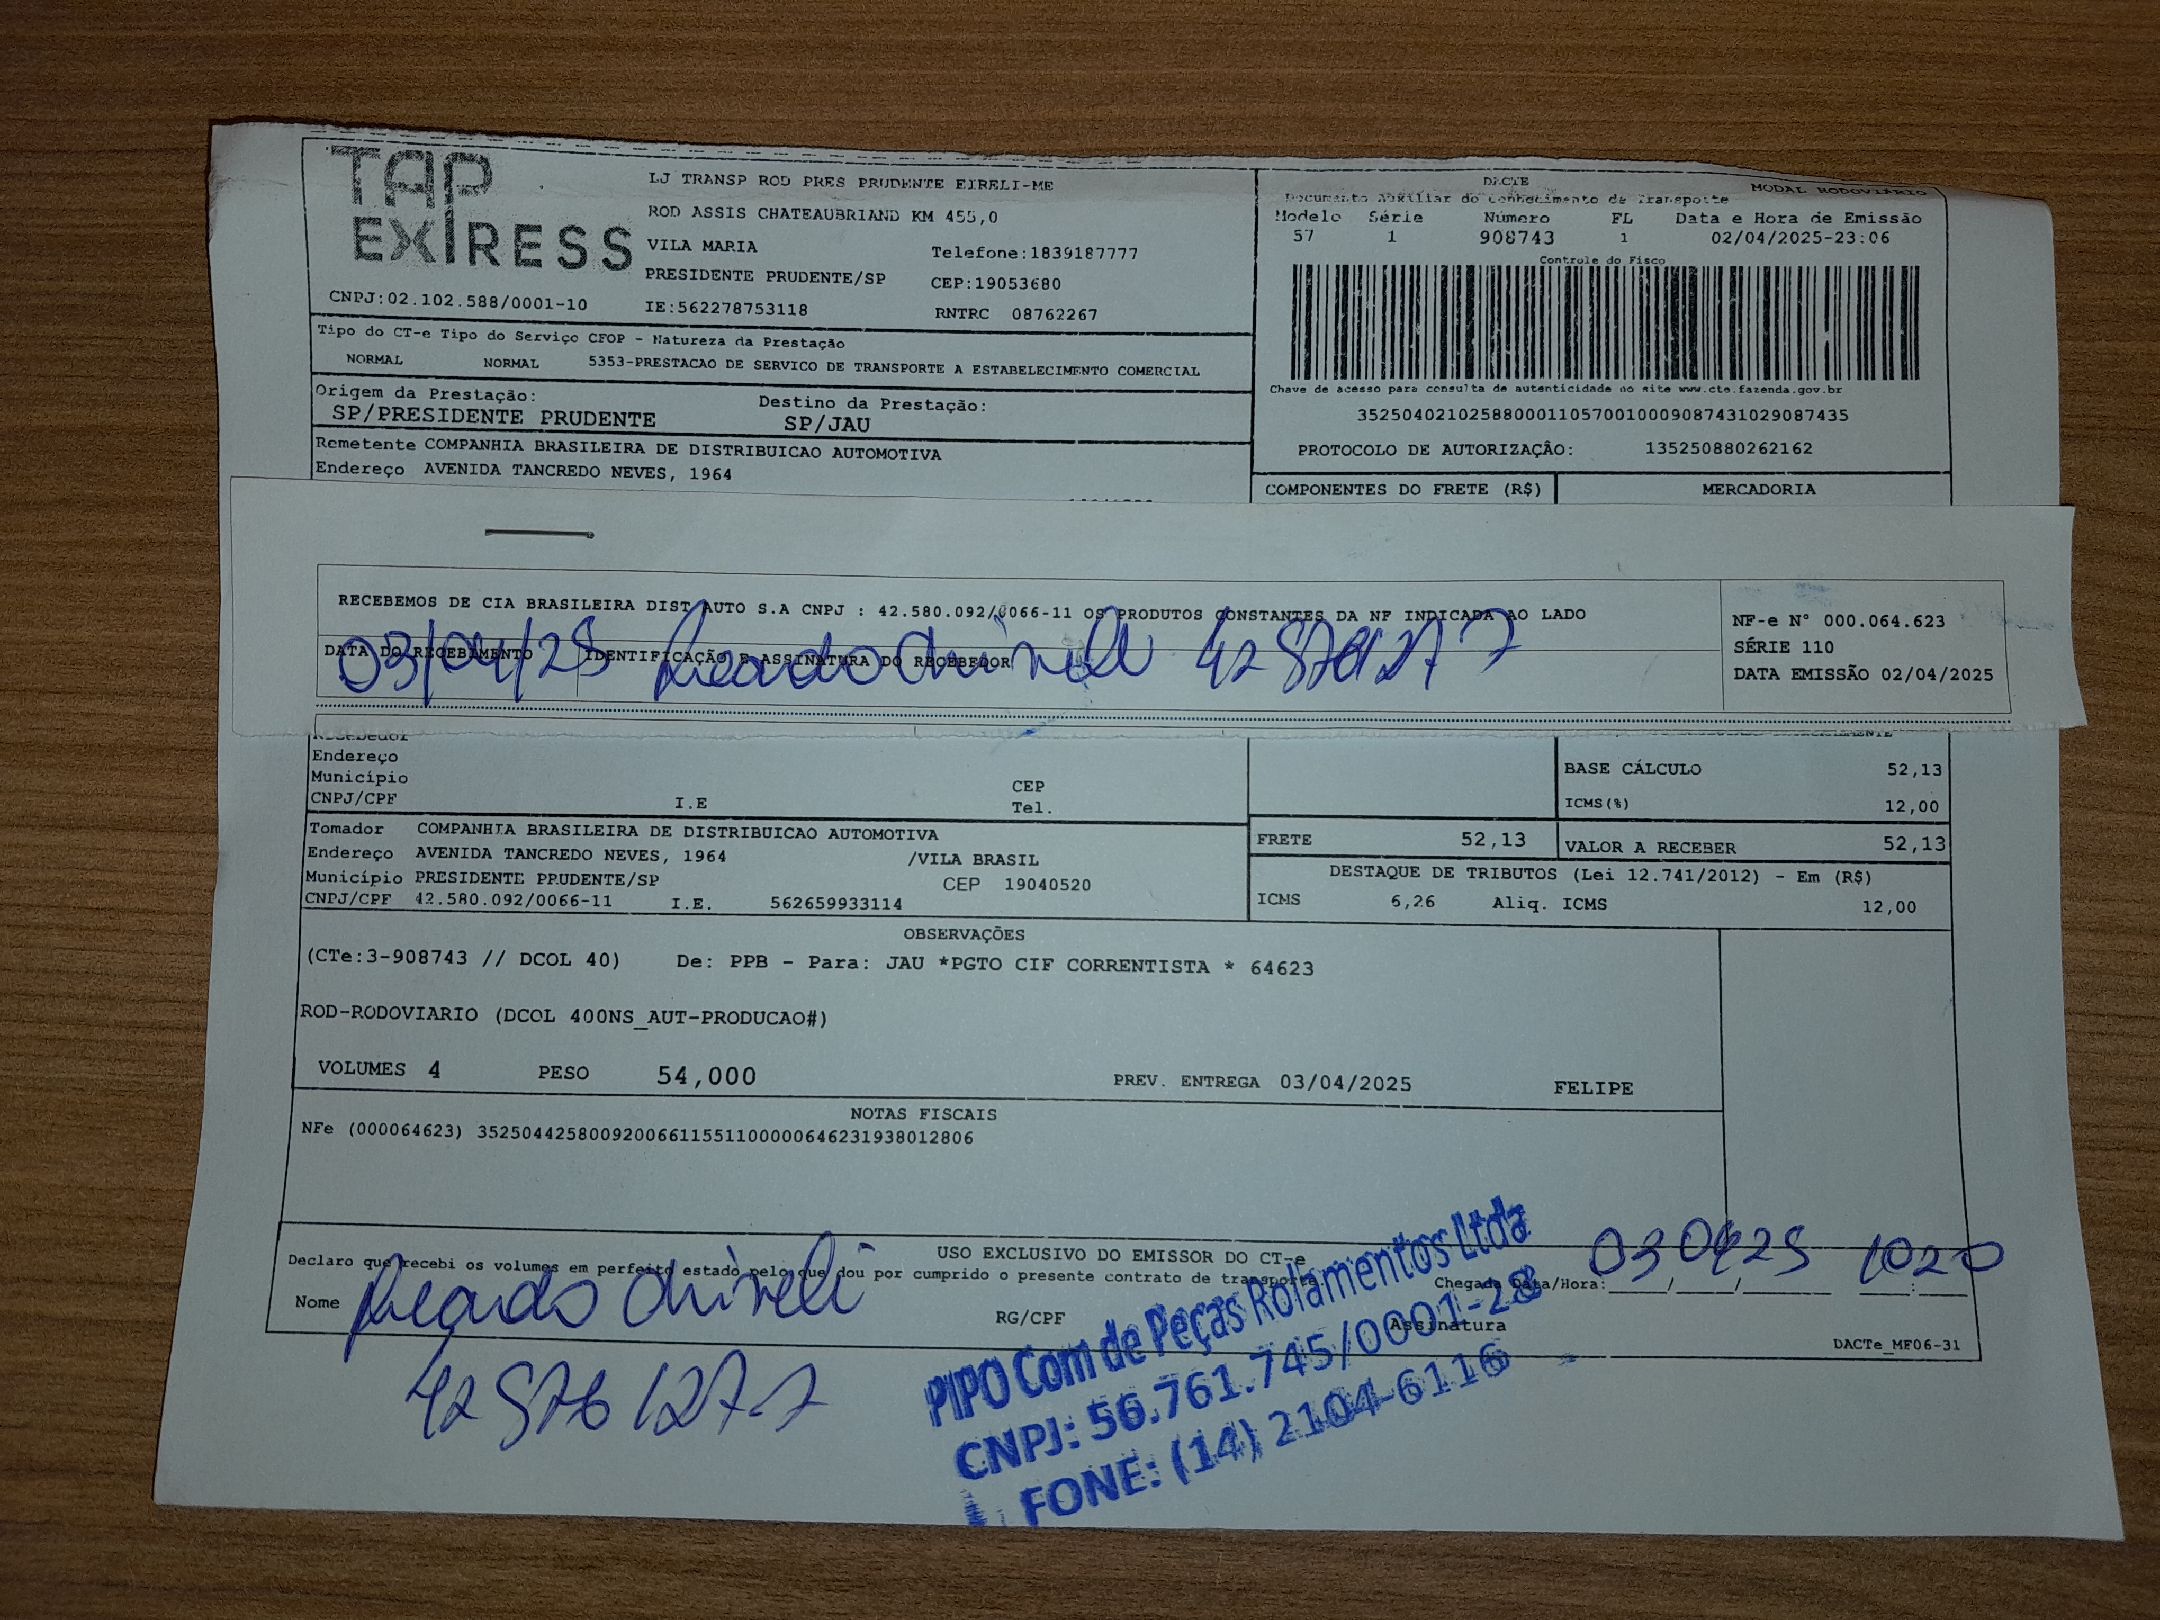 TAP
EXPRESS
LJ TRANSP ROD PRES PRUDENTE EIRELI-ME
ROD ASSIS CHATEAUBRIAND KM 455,0
VILA MARIA Telefone:1839187777
PRESIDENTE PRUDENTE/SP CEP:19053680
CNPJ:02.102.588/0001-10 IE:562278753118 RNTRC 08762267
DACTE MODAL RODOVIÁRIO
Documento Auxiliar do Conhecimento de Transporte
Modelo Série Número FL Data e Hora de Emissão
57 1 908743 1 02/04/2025-23:06
Controle do Fisco
Chave de acesso para consulta de autenticidade no site www.cte.fazenda.gov.br
35250402102588000110570010009087431029087435
PROTOCOLO DE AUTORIZAÇÃO: 135250880262162
Tipo do CT-e Tipo do Serviço CFOP - Natureza da Prestação
NORMAL NORMAL 5353-PRESTACAO DE SERVICO DE TRANSPORTE A ESTABELECIMENTO COMERCIAL
Origem da Prestação: Destino da Prestação:
SP/PRESIDENTE PRUDENTE SP/JAU
Remetente COMPANHIA BRASILEIRA DE DISTRIBUICAO AUTOMOTIVA
Endereço AVENIDA TANCREDO NEVES, 1964
COMPONENTES DO FRETE (R$) MERCADORIA
RECEBEMOS DE CIA BRASILEIRA DIST AUTO S.A CNPJ : 42.580.092/0066-11 OS PRODUTOS CONSTANTES DA NF INDICADA AO LADO
DATA DO RECEBIMENTO IDENTIFICAÇÃO E ASSINATURA DO RECEBEDOR
03/04/25
NF-e N° 000.064.623
SÉRIE 110
DATA EMISSÃO 02/04/2025
Recebedor
Endereço
Município CEP
CNPJ/CPF I.E Tel.
BASE CÁLCULO 52,13
ICMS(%) 12,00
FRETE 52,13 VALOR A RECEBER 52,13
Tomador COMPANHIA BRASILEIRA DE DISTRIBUICAO AUTOMOTIVA
Endereço AVENIDA TANCREDO NEVES, 1964 /VILA BRASIL
Município PRESIDENTE PRUDENTE/SP CEP 19040520
CNPJ/CPF 42.580.092/0066-11 I.E. 562659933114
DESTAQUE DE TRIBUTOS (Lei 12.741/2012) - Em (R$)
ICMS 6,26 Aliq. ICMS 12,00
OBSERVAÇÕES
(CTe:3-908743 // DCOL 40) De: PPB - Para: JAU *PGTO CIF CORRENTISTA * 64623
ROD-RODOVIARIO (DCOL 400NS_AUT-PRODUCAO#)
VOLUMES 4 PESO 54,000 PREV. ENTREGA 03/04/2025 FELIPE
NOTAS FISCAIS
NFe (000064623) 35250442580092006611551100000646231938012806
USO EXCLUSIVO DO EMISSOR DO CT-e
Declaro que recebi os volumes em perfeito estado pelo que dou por cumprido o presente contrato de transporte.
Chegada Data/Hora:____/____/______ ____:____
03 04 25 1020
Nome RG/CPF Assinatura
DACTe_MF06-31
42 576 127-7
PIPO Com de Peças Rolamentos Ltda
CNPJ: 56.761.745/0001-28
FONE: (14) 2104-6116